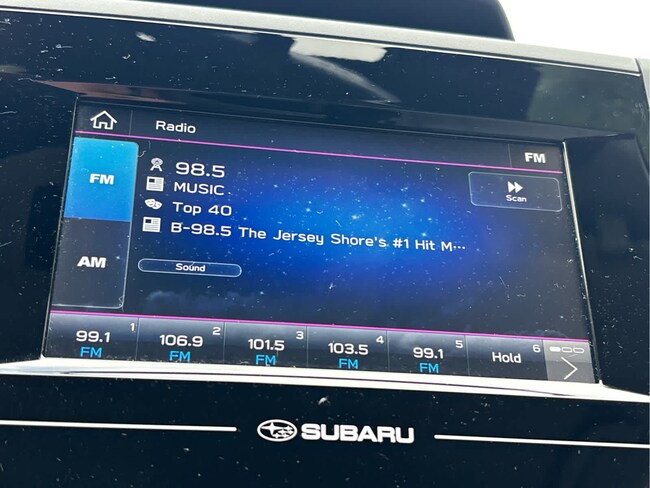 Radio
FM
FM
98.5
MUSIC
Scan
Top 40
B-98.5 The Jersey Shore's #1 Hit M...
AM
Sound
1 2 3 4 5 6
99.1 106.9 101.5 103.5 99.1 Hold
FM FM FM FM FM
SUBARU